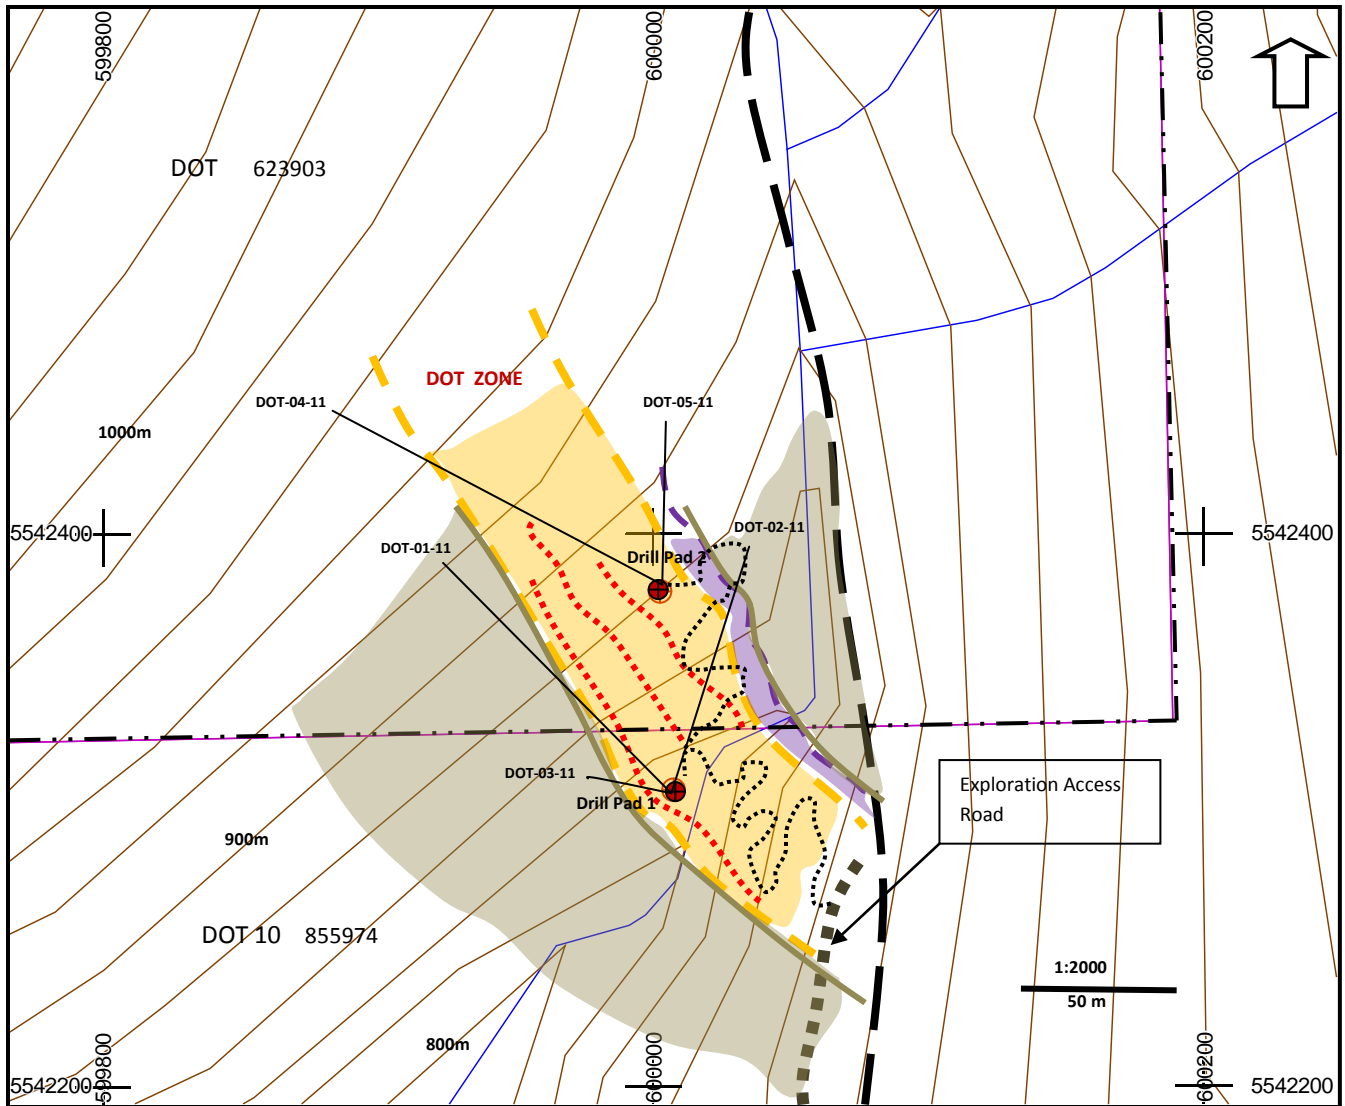 599800
600000
600200
DOT 623903
DOT ZONE
DOT-04-11
DOT-05-11
1000m
5542400
DOT-02-11
5542400
DOT-01-11
Drill Pad 2
DOT-03-11
Drill Pad 1
Exploration Access
Road
900m
DOT 10 855974
1:2000
50 m
800m
599800
600000
600200
5542200
5542200